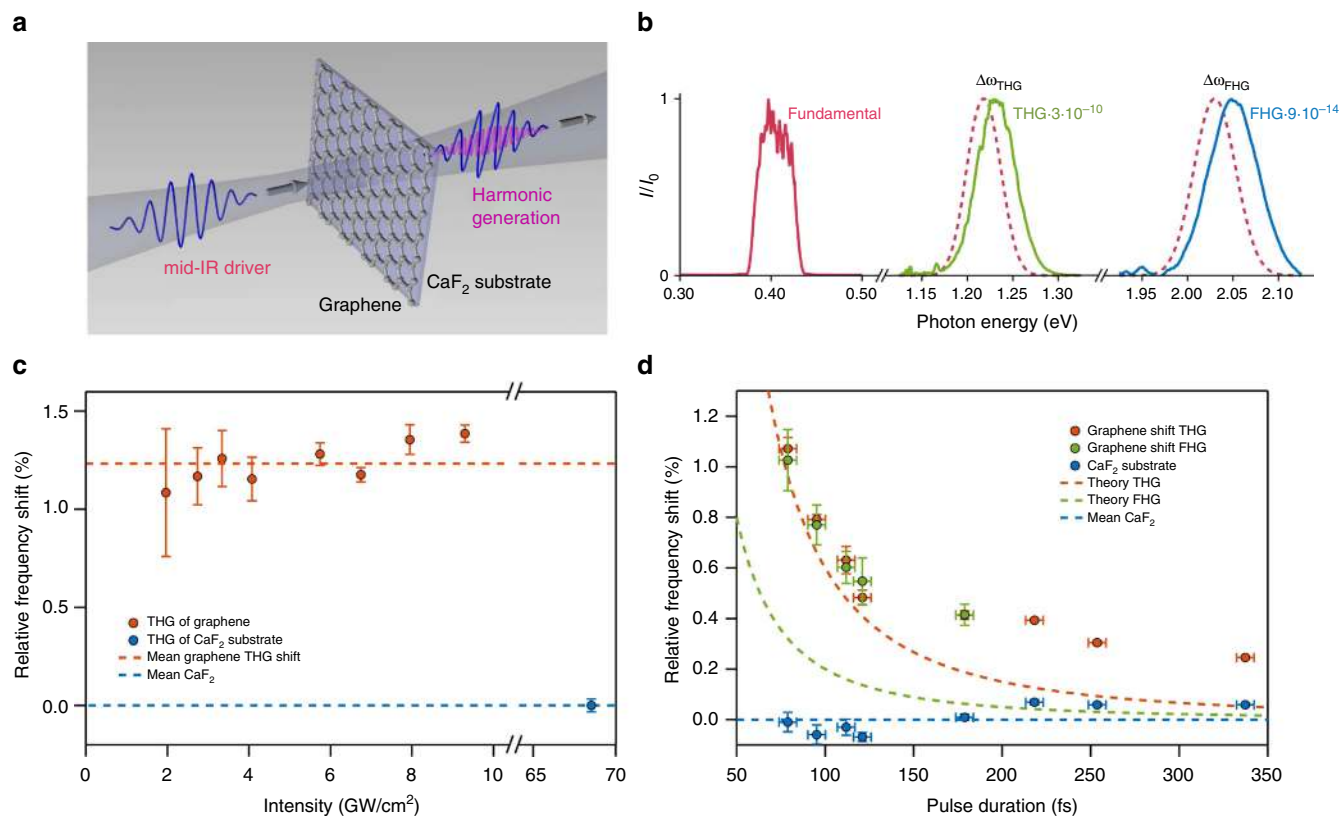 a
mid-IR driver
Harmonic
generation
CaF₂ substrate
Graphene
b
Δω_THG
Δω_FHG
Fundamental
THG·3·10⁻¹⁰
FHG·9·10⁻¹⁴
I/I₀
1
0
0.30 0.40 0.50 1.15 1.20 1.25 1.30 1.95 2.00 2.05 2.10
Photon energy (eV)
c
Relative frequency shift (%)
1.5
1.0
0.5
0.0
THG of graphene
THG of CaF₂ substrate
Mean graphene THG shift
Mean CaF₂
0 2 4 6 8 10 65 70
Intensity (GW/cm²)
d
Relative frequency shift (%)
1.2
1.0
0.8
0.6
0.4
0.2
0.0
Graphene shift THG
Graphene shift FHG
CaF₂ substrate
Theory THG
Theory FHG
Mean CaF₂
50 100 150 200 250 300 350
Pulse duration (fs)